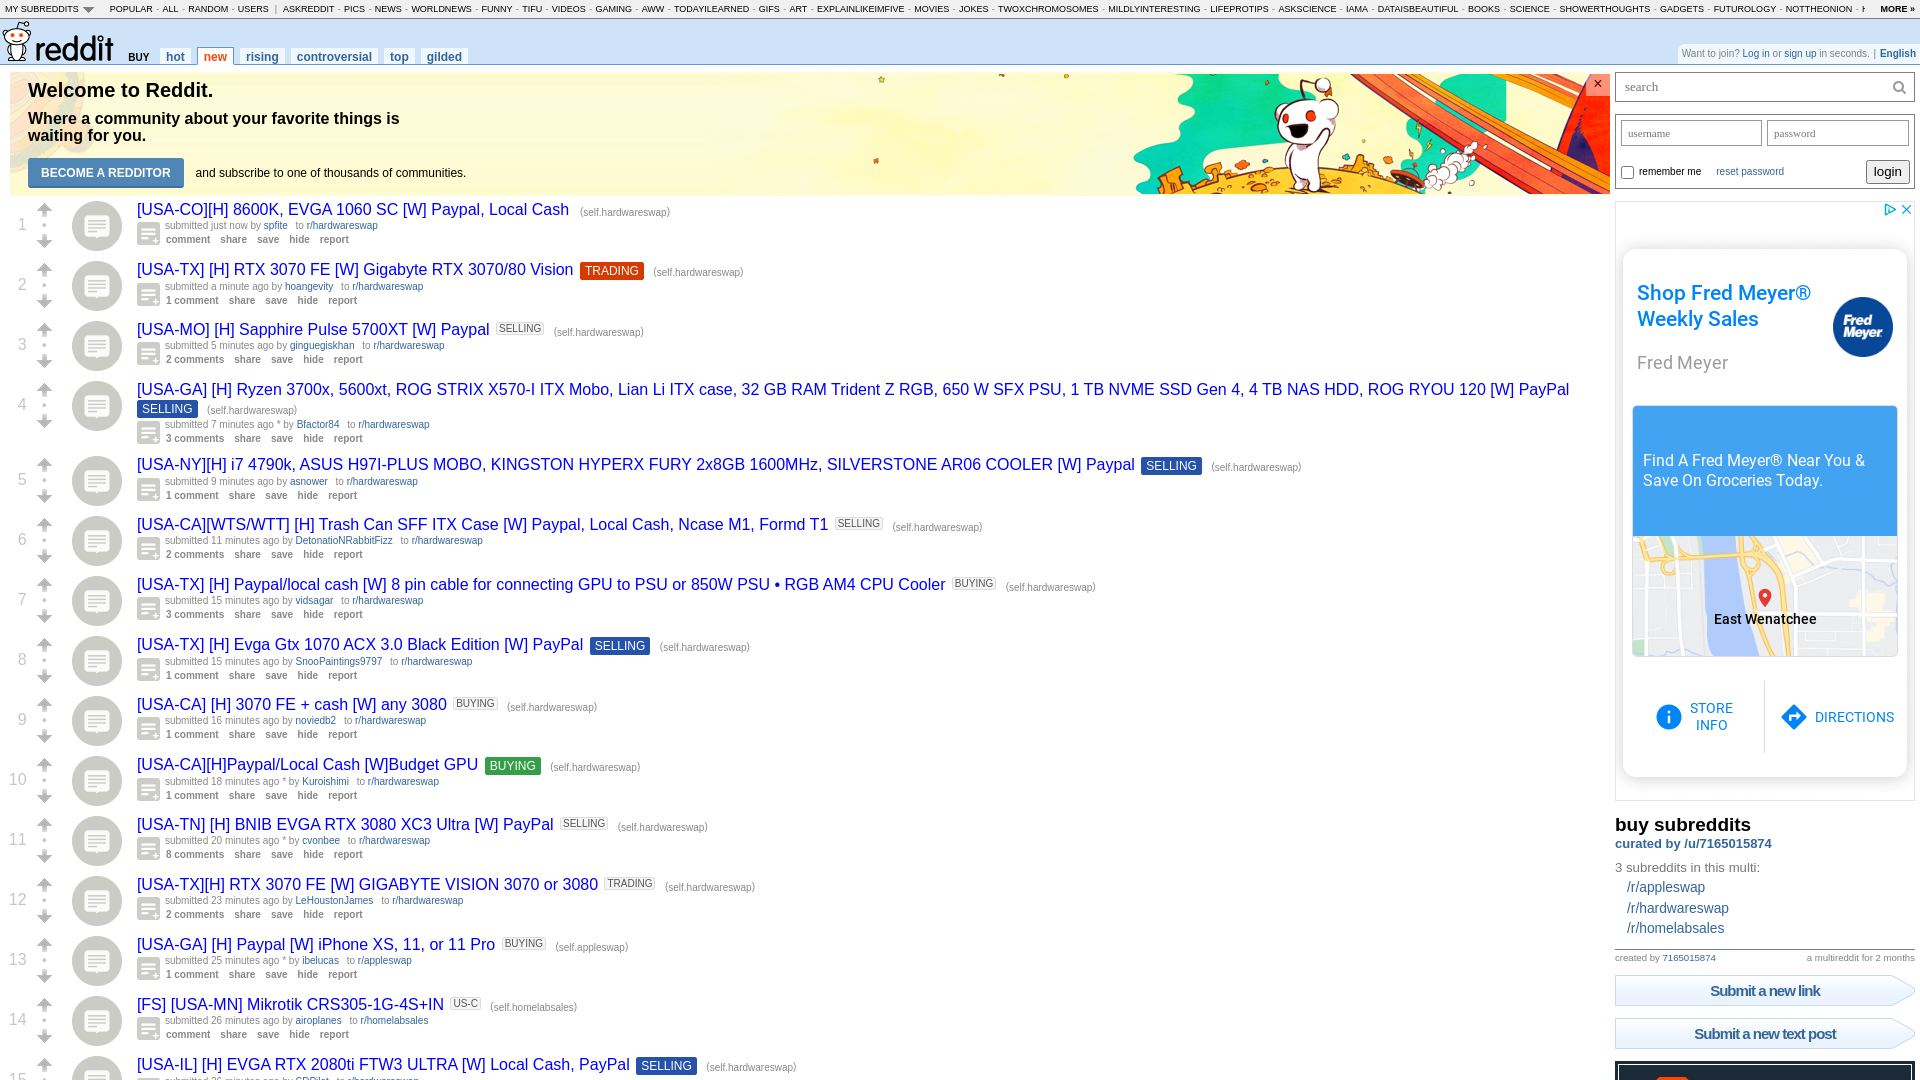 MY SUBREDDITS POPULAR - ALL - RANDOM - USERS | ASKREDDIT - PICS - NEWS - WORLDNEWS - FUNNY - TIFU - VIDEOS - GAMING - AWW - TODAYILEARNED - GIFS - ART - EXPLAINLIKEIMFIVE - MOVIES - JOKES - TWOXCHROMOSOMES - MILDLYINTERESTING - LIFEPROTIPS - ASKSCIENCE - IAMA - DATAISBEAUTIFUL - BOOKS - SCIENCE - SHOWERTHOUGHTS - GADGETS - FUTUROLOGY - NOTTHEONION - MORE »
reddit BUY hot new rising controversial top gilded
Want to join? Log in or sign up in seconds. | English
Welcome to Reddit.
Where a community about your favorite things is
waiting for you.
BECOME A REDDITOR and subscribe to one of thousands of communities.
×
1
[USA-CO][H] 8600K, EVGA 1060 SC [W] Paypal, Local Cash (self.hardwareswap)
submitted just now by spfite to r/hardwareswap
comment share save hide report
2
[USA-TX] [H] RTX 3070 FE [W] Gigabyte RTX 3070/80 Vision TRADING (self.hardwareswap)
submitted a minute ago by hoangevity to r/hardwareswap
1 comment share save hide report
3
[USA-MO] [H] Sapphire Pulse 5700XT [W] Paypal SELLING (self.hardwareswap)
submitted 5 minutes ago by ginguegiskhan to r/hardwareswap
2 comments share save hide report
4
[USA-GA] [H] Ryzen 3700x, 5600xt, ROG STRIX X570-I ITX Mobo, Lian Li ITX case, 32 GB RAM Trident Z RGB, 650 W SFX PSU, 1 TB NVME SSD Gen 4, 4 TB NAS HDD, ROG RYOU 120 [W] PayPal
SELLING (self.hardwareswap)
submitted 7 minutes ago * by Bfactor84 to r/hardwareswap
3 comments share save hide report
5
[USA-NY][H] i7 4790k, ASUS H97I-PLUS MOBO, KINGSTON HYPERX FURY 2x8GB 1600MHz, SILVERSTONE AR06 COOLER [W] Paypal SELLING (self.hardwareswap)
submitted 9 minutes ago by asnower to r/hardwareswap
1 comment share save hide report
6
[USA-CA][WTS/WTT] [H] Trash Can SFF ITX Case [W] Paypal, Local Cash, Ncase M1, Formd T1 SELLING (self.hardwareswap)
submitted 11 minutes ago by DetonatioNRabbitFizz to r/hardwareswap
2 comments share save hide report
7
[USA-TX] [H] Paypal/local cash [W] 8 pin cable for connecting GPU to PSU or 850W PSU • RGB AM4 CPU Cooler BUYING (self.hardwareswap)
submitted 15 minutes ago by vidsagar to r/hardwareswap
3 comments share save hide report
8
[USA-TX] [H] Evga Gtx 1070 ACX 3.0 Black Edition [W] PayPal SELLING (self.hardwareswap)
submitted 15 minutes ago by SnooPaintings9797 to r/hardwareswap
1 comment share save hide report
9
[USA-CA] [H] 3070 FE + cash [W] any 3080 BUYING (self.hardwareswap)
submitted 16 minutes ago by noviedb2 to r/hardwareswap
1 comment share save hide report
10
[USA-CA][H]Paypal/Local Cash [W]Budget GPU BUYING (self.hardwareswap)
submitted 18 minutes ago * by Kuroishimi to r/hardwareswap
1 comment share save hide report
11
[USA-TN] [H] BNIB EVGA RTX 3080 XC3 Ultra [W] PayPal SELLING (self.hardwareswap)
submitted 20 minutes ago * by cvonbee to r/hardwareswap
8 comments share save hide report
12
[USA-TX][H] RTX 3070 FE [W] GIGABYTE VISION 3070 or 3080 TRADING (self.hardwareswap)
submitted 23 minutes ago by LeHoustonJames to r/hardwareswap
2 comments share save hide report
13
[USA-GA] [H] Paypal [W] iPhone XS, 11, or 11 Pro BUYING (self.appleswap)
submitted 25 minutes ago * by ibelucas to r/appleswap
1 comment share save hide report
14
[FS] [USA-MN] Mikrotik CRS305-1G-4S+IN US-C (self.homelabsales)
submitted 26 minutes ago by airoplanes to r/homelabsales
comment share save hide report
15
[USA-IL] [H] EVGA RTX 2080ti FTW3 ULTRA [W] Local Cash, PayPal SELLING (self.hardwareswap)
search
username password
remember me reset password login
Shop Fred Meyer®
Weekly Sales
Fred Meyer
Fred
Meyer
Find A Fred Meyer® Near You &
Save On Groceries Today.
East Wenatchee
STORE
INFO
DIRECTIONS
buy subreddits
curated by /u/7165015874
3 subreddits in this multi:
/r/appleswap
/r/hardwareswap
/r/homelabsales
created by 7165015874 a multireddit for 2 months
Submit a new link
Submit a new text post